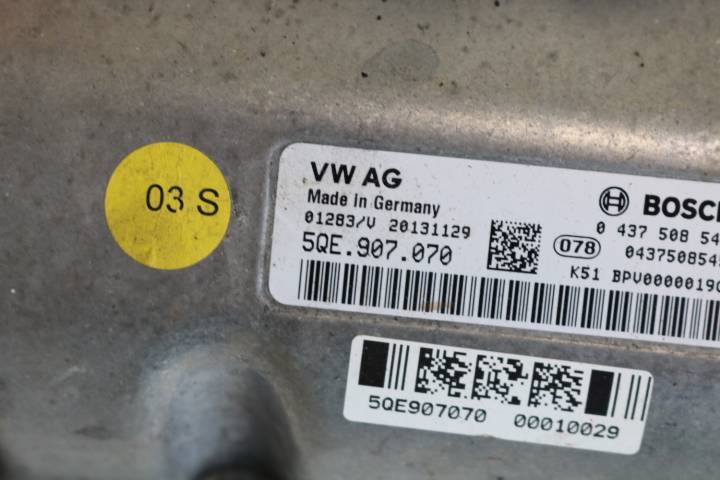 03 S
VW AG
Made in Germany
01283/V 20131129
5QE.907.070
BOSCH
0 437 508 54
078
043750854
K51 BPV0000019
5QE907070 00010029